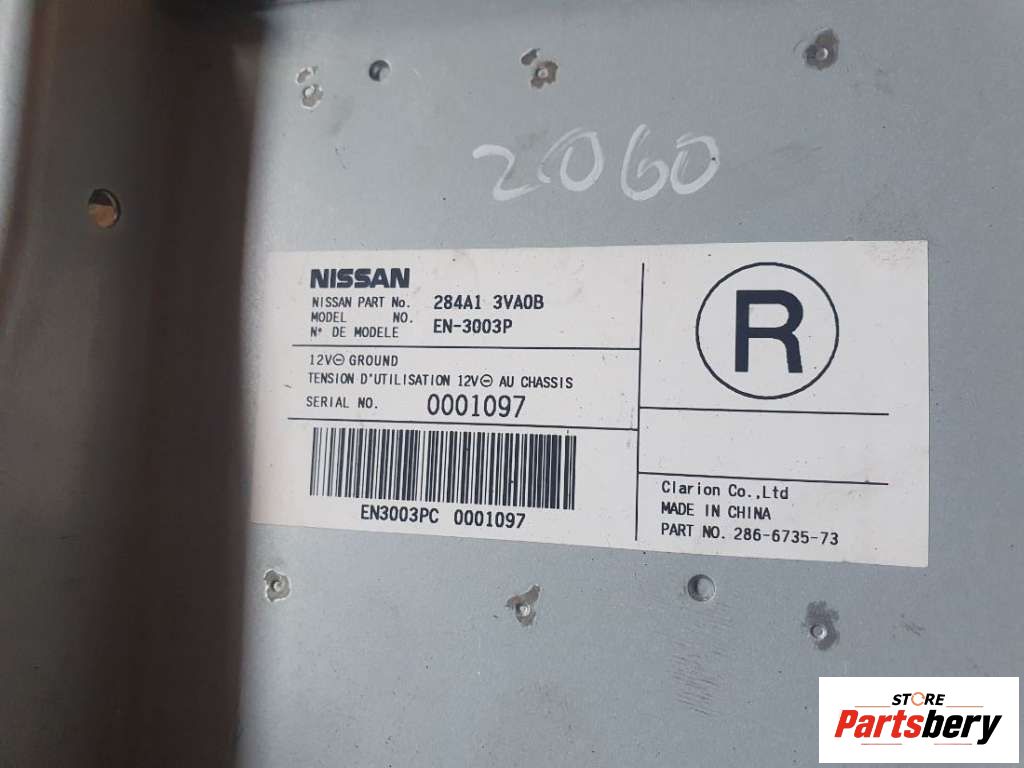 2060
NISSAN
NISSAN PART No. 284A1 3VA0B
MODEL NO. EN-3003P
N° DE MODELE
12V⊖ GROUND
TENSION D'UTILISATION 12V⊖ AU CHASSIS
SERIAL NO. 0001097
EN3003PC 0001097
R
Clarion Co.,Ltd
MADE IN CHINA
PART NO. 286-6735-73
STORE
Partsbery